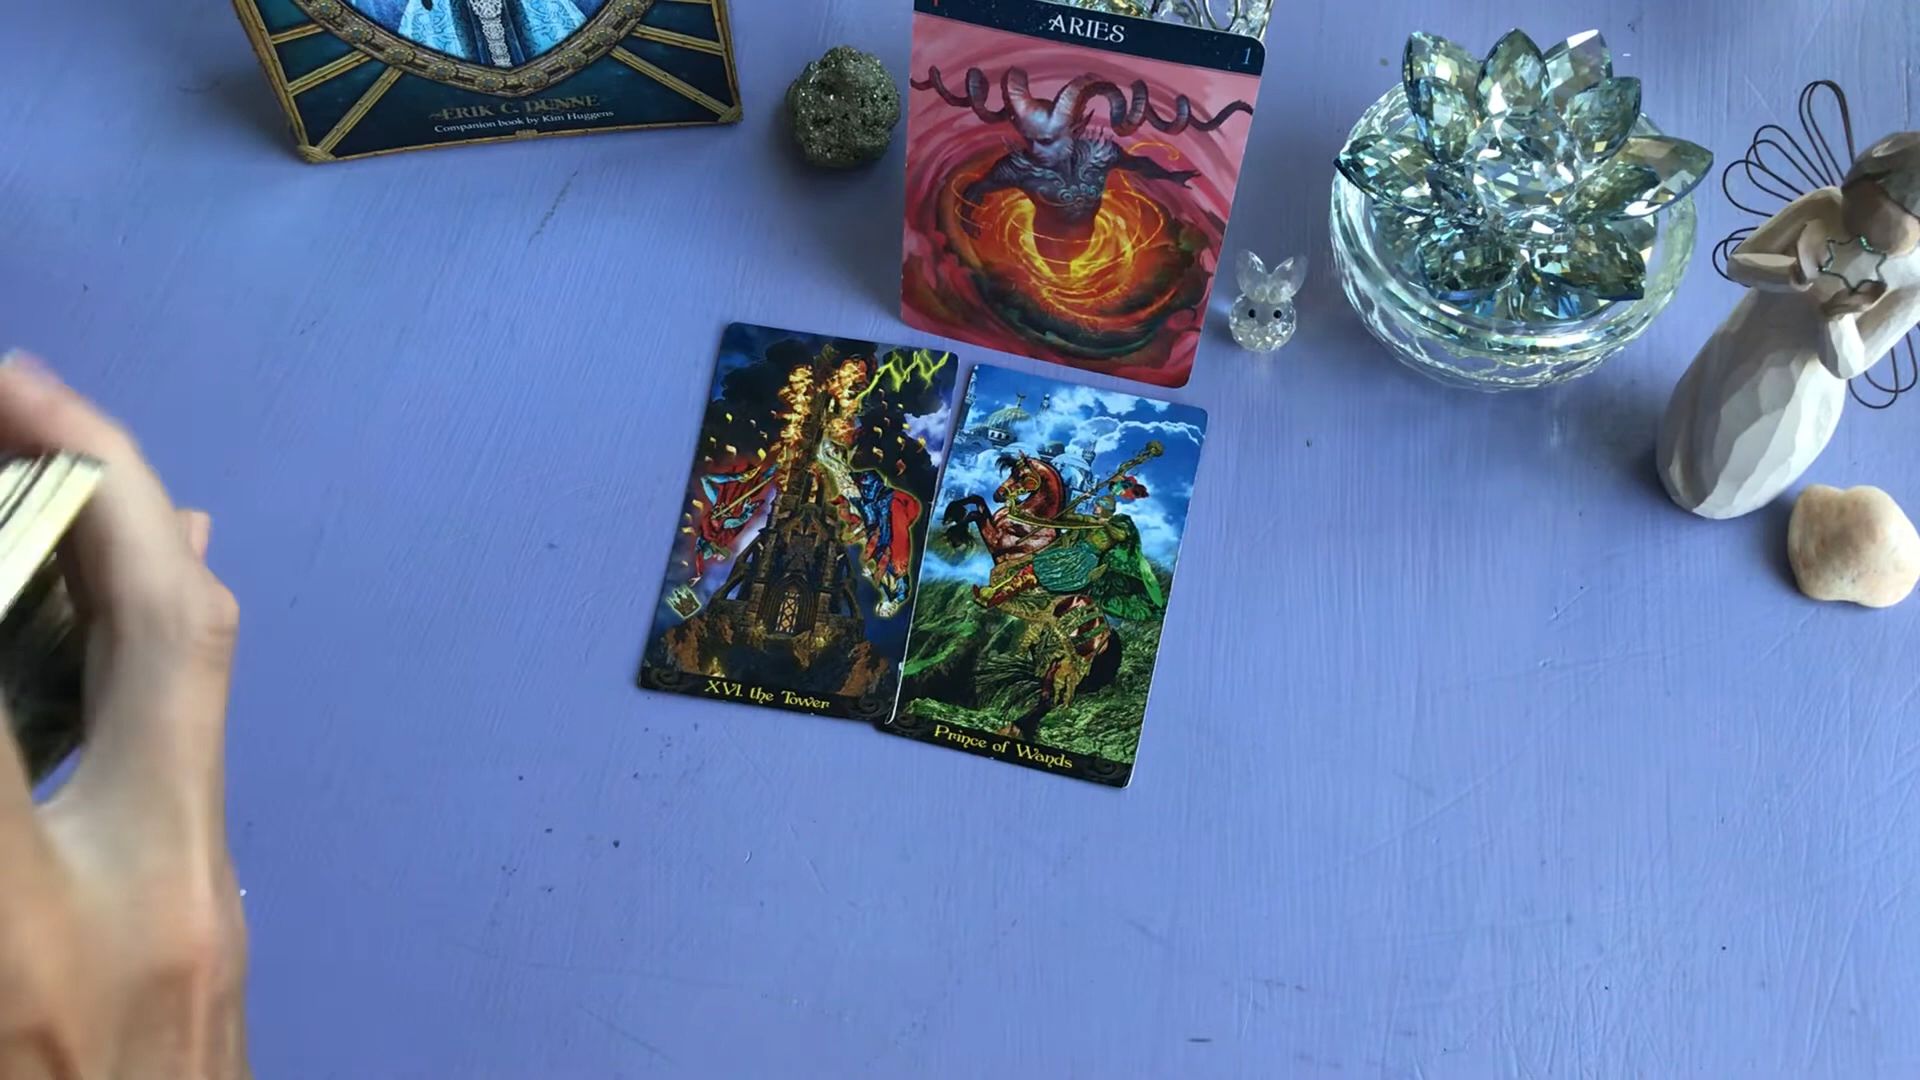 ERIK C. DUNNE
Companion book by Kim Huggens
ARIES
1
XVI. the Tower
Prince of Wands